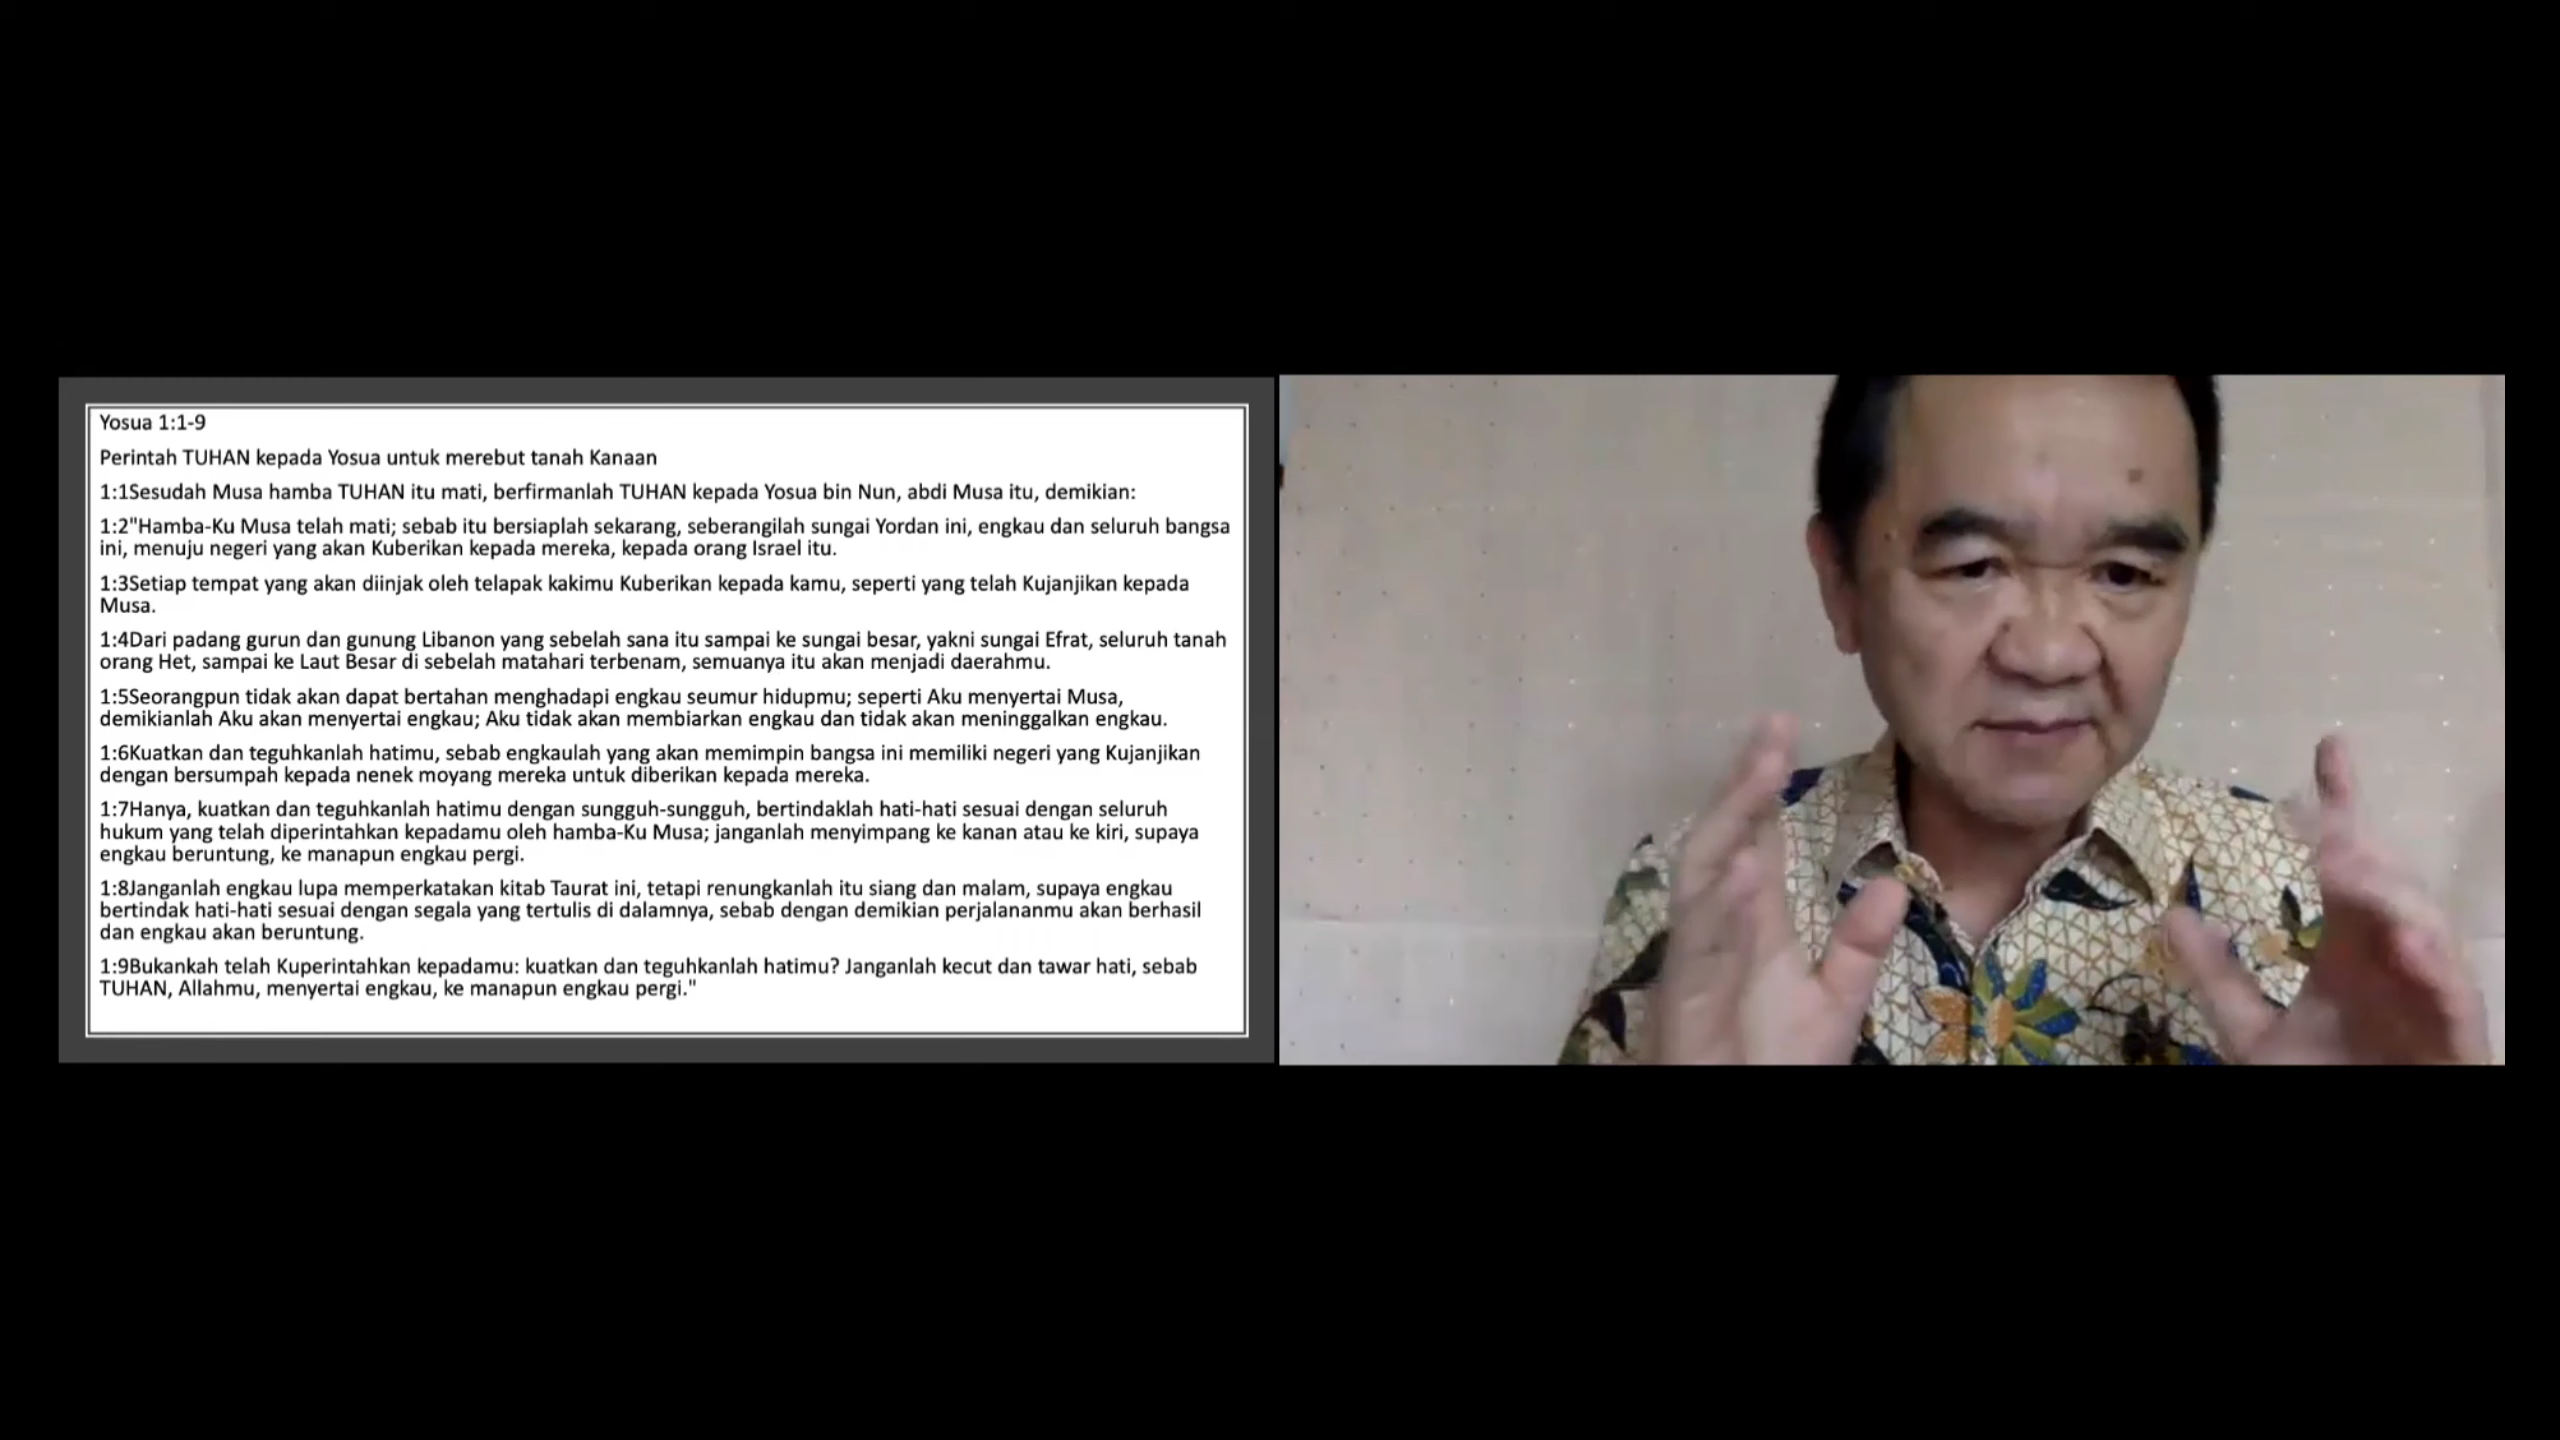 Yosua 1:1-9
Perintah TUHAN kepada Yosua untuk merebut tanah Kanaan
1:1Sesudah Musa hamba TUHAN itu mati, berfirmanlah TUHAN kepada Yosua bin Nun, abdi Musa itu, demikian:
1:2"Hamba-Ku Musa telah mati; sebab itu bersiaplah sekarang, seberangilah sungai Yordan ini, engkau dan seluruh bangsa
ini, menuju negeri yang akan Kuberikan kepada mereka, kepada orang Israel itu.
1:3Setiap tempat yang akan diinjak oleh telapak kakimu Kuberikan kepada kamu, seperti yang telah Kujanjikan kepada
Musa.
1:4Dari padang gurun dan gunung Libanon yang sebelah sana itu sampai ke sungai besar, yakni sungai Efrat, seluruh tanah
orang Het, sampai ke Laut Besar di sebelah matahari terbenam, semuanya itu akan menjadi daerahmu.
1:5Seorangpun tidak akan dapat bertahan menghadapi engkau seumur hidupmu; seperti Aku menyertai Musa,
demikianlah Aku akan menyertai engkau; Aku tidak akan membiarkan engkau dan tidak akan meninggalkan engkau.
1:6Kuatkan dan teguhkanlah hatimu, sebab engkaulah yang akan memimpin bangsa ini memiliki negeri yang Kujanjikan
dengan bersumpah kepada nenek moyang mereka untuk diberikan kepada mereka.
1:7Hanya, kuatkan dan teguhkanlah hatimu dengan sungguh-sungguh, bertindaklah hati-hati sesuai dengan seluruh
hukum yang telah diperintahkan kepadamu oleh hamba-Ku Musa; janganlah menyimpang ke kanan atau ke kiri, supaya
engkau beruntung, ke manapun engkau pergi.
1:8Janganlah engkau lupa memperkatakan kitab Taurat ini, tetapi renungkanlah itu siang dan malam, supaya engkau
bertindak hati-hati sesuai dengan segala yang tertulis di dalamnya, sebab dengan demikian perjalananmu akan berhasil
dan engkau akan beruntung.
1:9Bukankah telah Kuperintahkan kepadamu: kuatkan dan teguhkanlah hatimu? Janganlah kecut dan tawar hati, sebab
TUHAN, Allahmu, menyertai engkau, ke manapun engkau pergi."